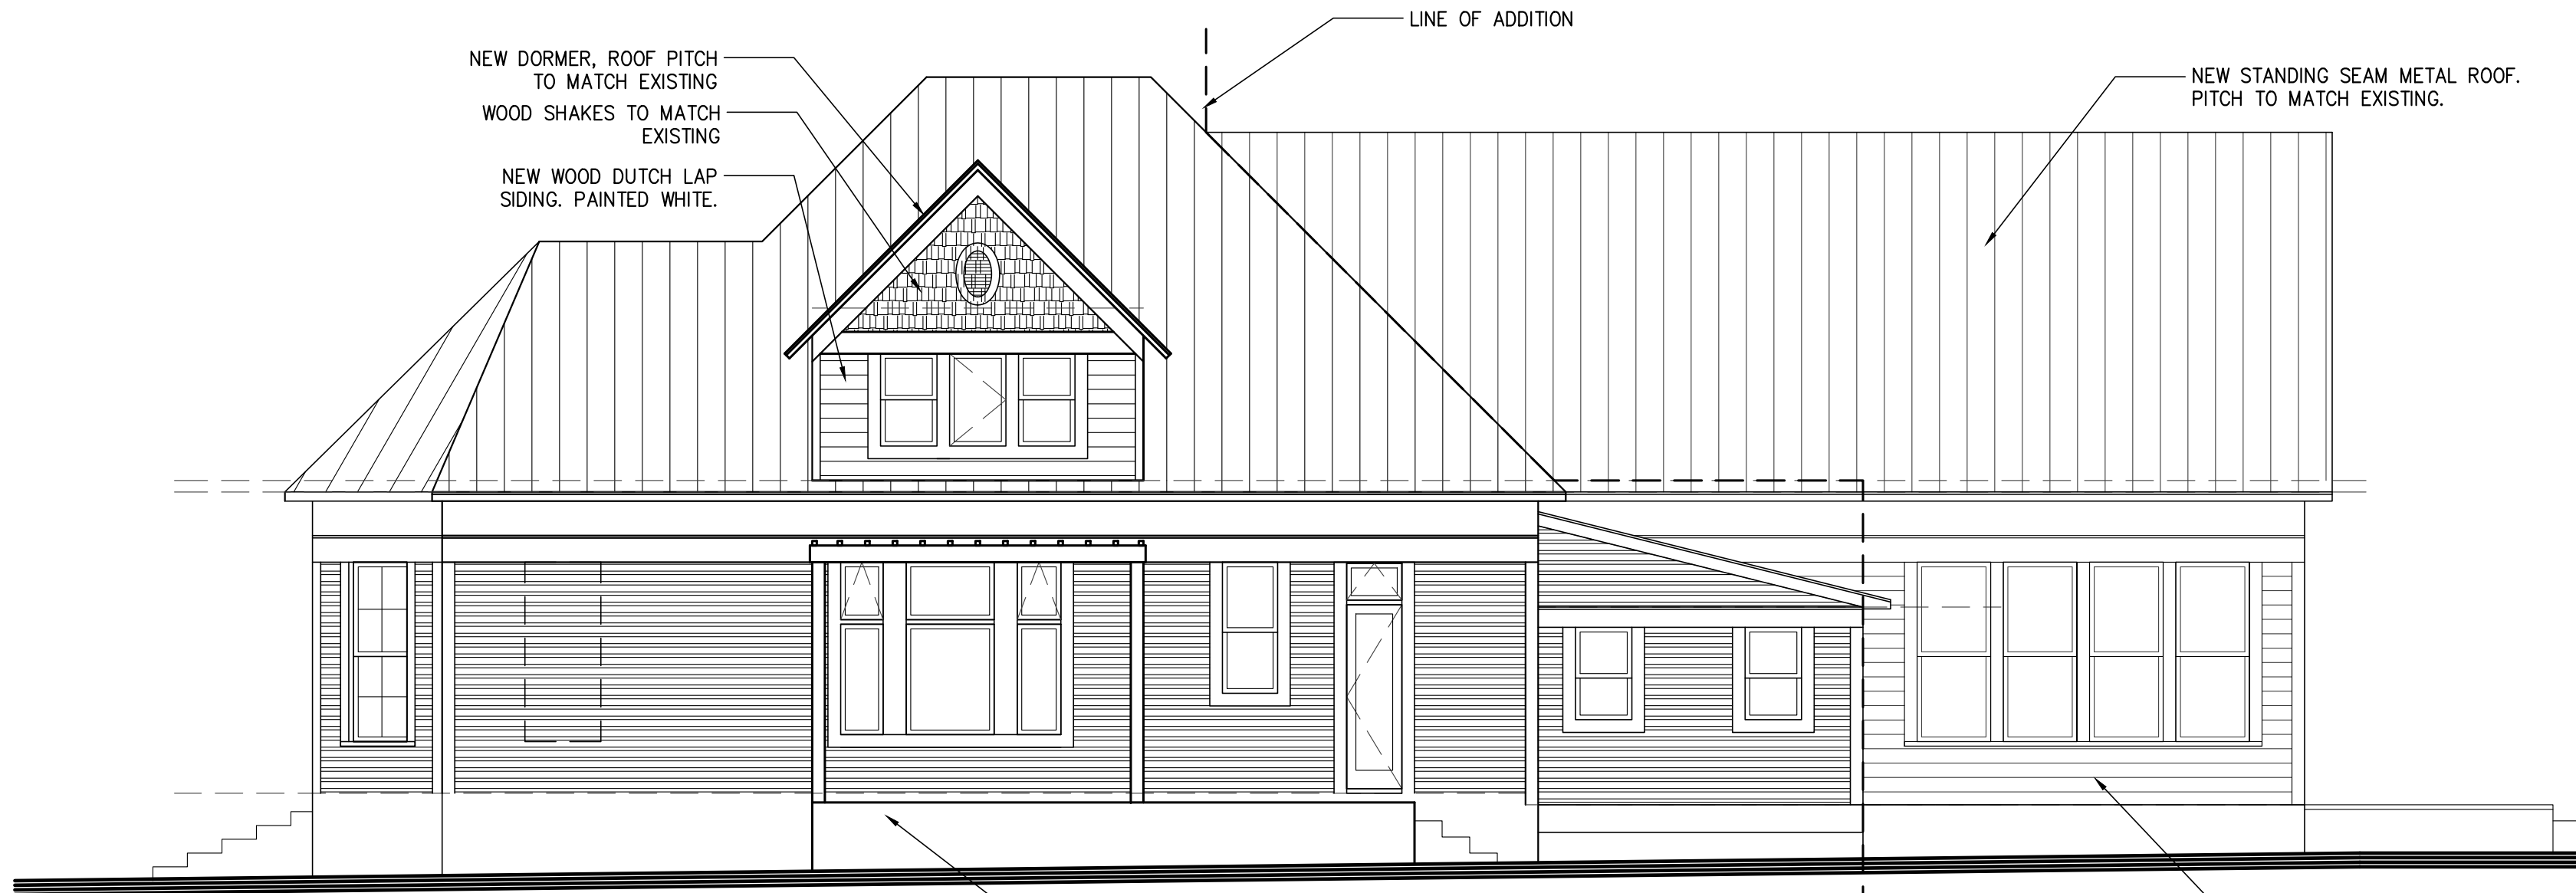 LINE OF ADDITION
NEW DORMER, ROOF PITCH
TO MATCH EXISTING
WOOD SHAKES TO MATCH
EXISTING
NEW WOOD DUTCH LAP
SIDING. PAINTED WHITE.
NEW STANDING SEAM METAL ROOF.
PITCH TO MATCH EXISTING.